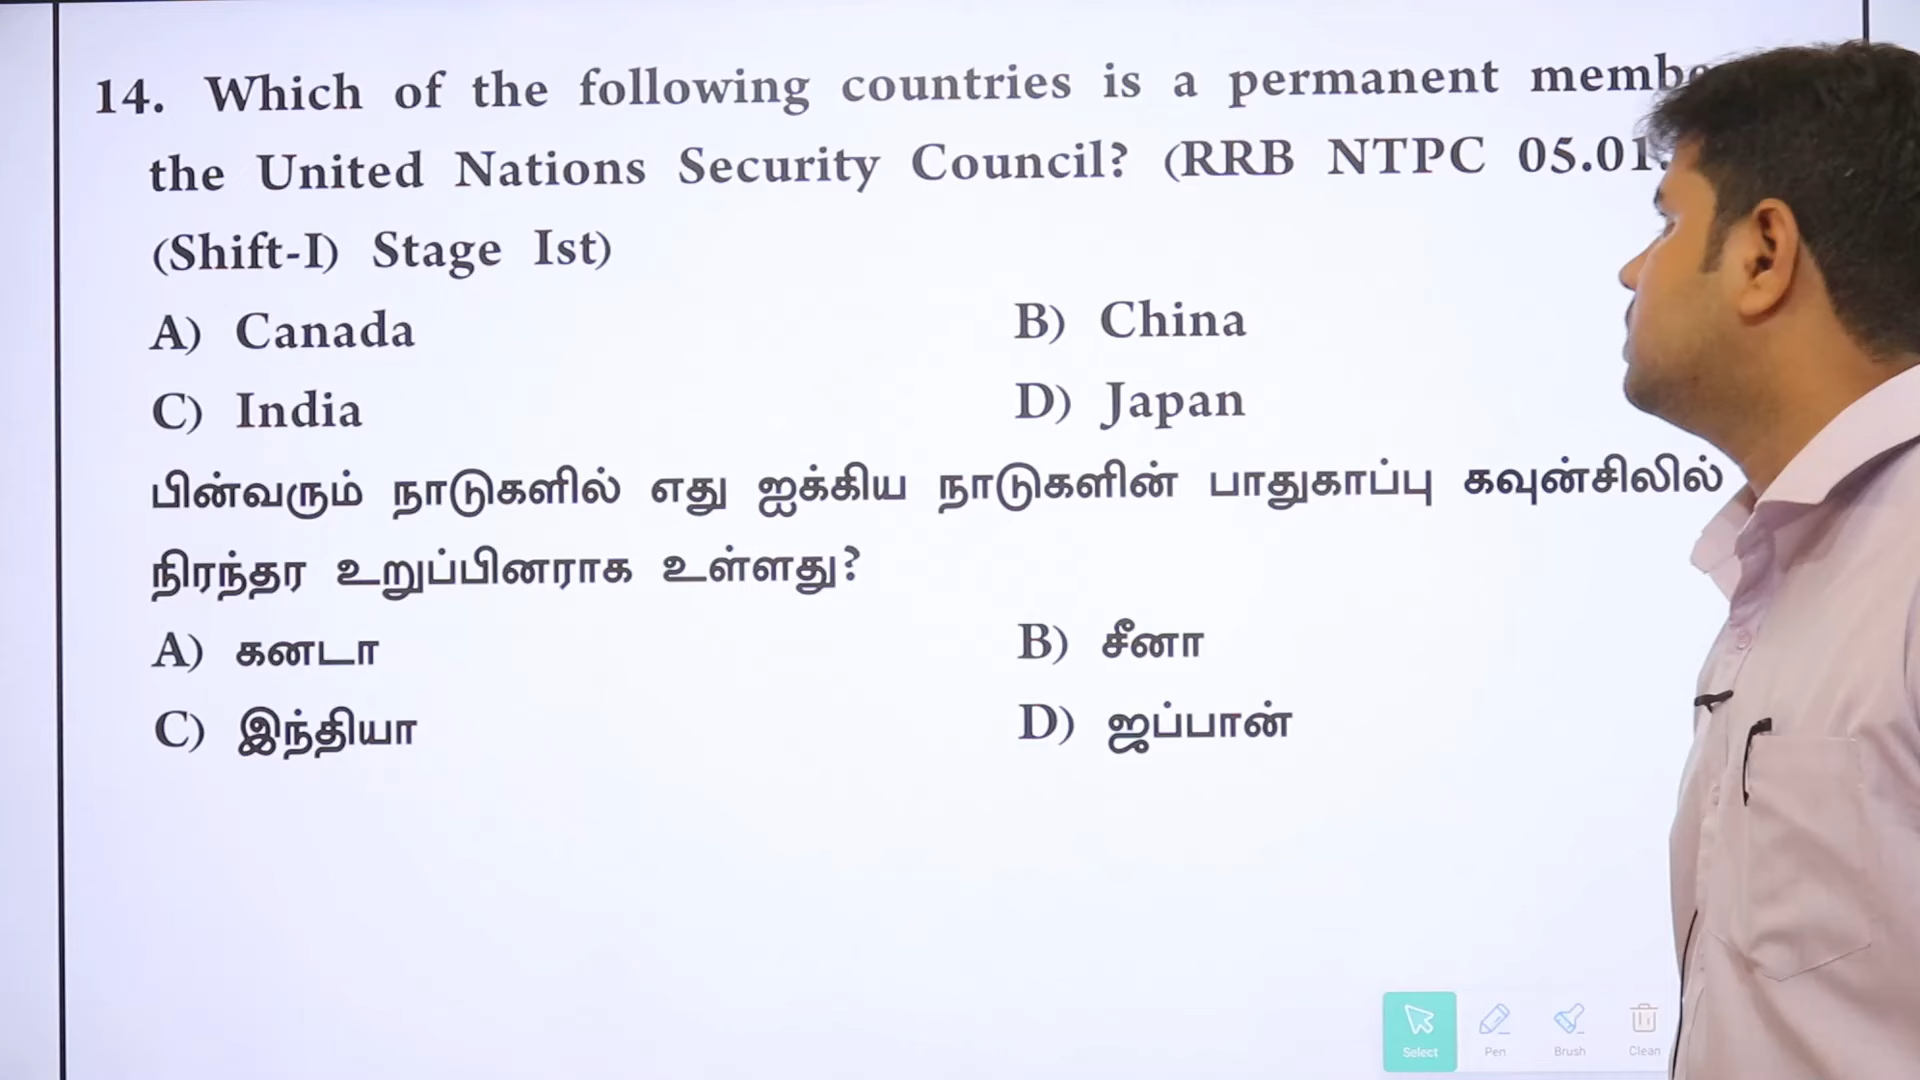 14. Which of the following countries is a permanent
the United Nations Security Council? (RRB NTPC 05.01.
(Shift-I) Stage Ist)
A) Canada B) China
C) India D) Japan
பின்வரும் நாடுகளில் எது ஐக்கிய நாடுகளின் பாதுகாப்பு கவுன்சிலில்
நிரந்தர உறுப்பினராக உள்ளது?
A) கனடா B) சீனா
C) இந்தியா D) ஜப்பான்
Select Pen Brush Clean